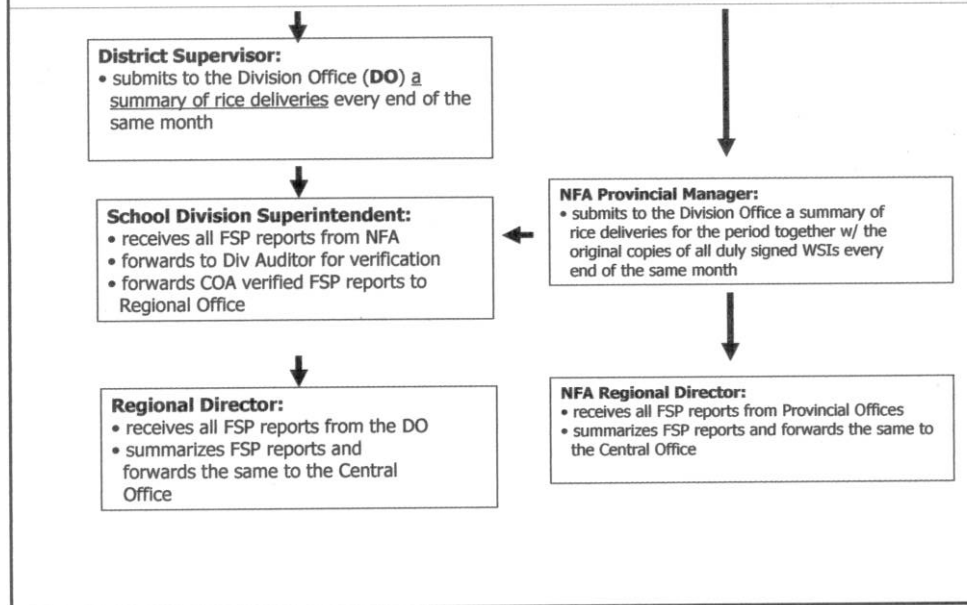 District Supervisor:
• submits to the Division Office (DO) a
summary of rice deliveries every end of the
same month
School Division Superintendent:
• receives all FSP reports from NFA
• forwards to Div Auditor for verification
• forwards COA verified FSP reports to
Regional Office
NFA Provincial Manager:
• submits to the Division Office a summary of
rice deliveries for the period together w/ the
original copies of all duly signed WSIs every
end of the same month
Regional Director:
• receives all FSP reports from the DO
• summarizes FSP reports and
forwards the same to the Central
Office
NFA Regional Director:
• receives all FSP reports from Provincial Offices
• summarizes FSP reports and forwards the same to
the Central Office